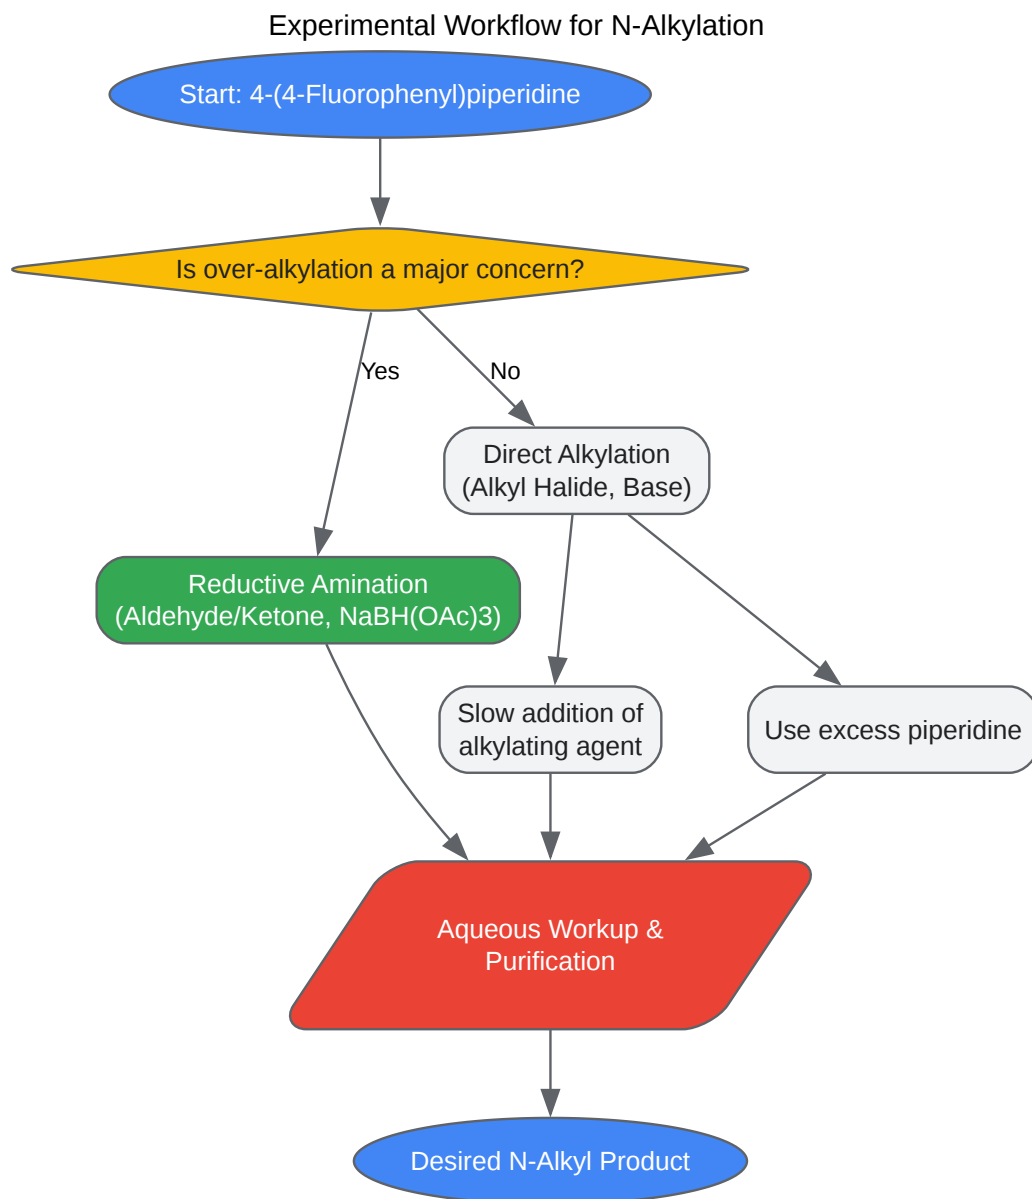 Experimental Workflow for N-Alkylation
Start: 4-(4-Fluorophenyl)piperidine
Is over-alkylation a major concern?
Yes
No
Direct Alkylation
(Alkyl Halide, Base)
Reductive Amination
(Aldehyde/Ketone, NaBH(OAc)3)
Slow addition of
alkylating agent
Use excess piperidine
Aqueous Workup &
Purification
Desired N-Alkyl Product